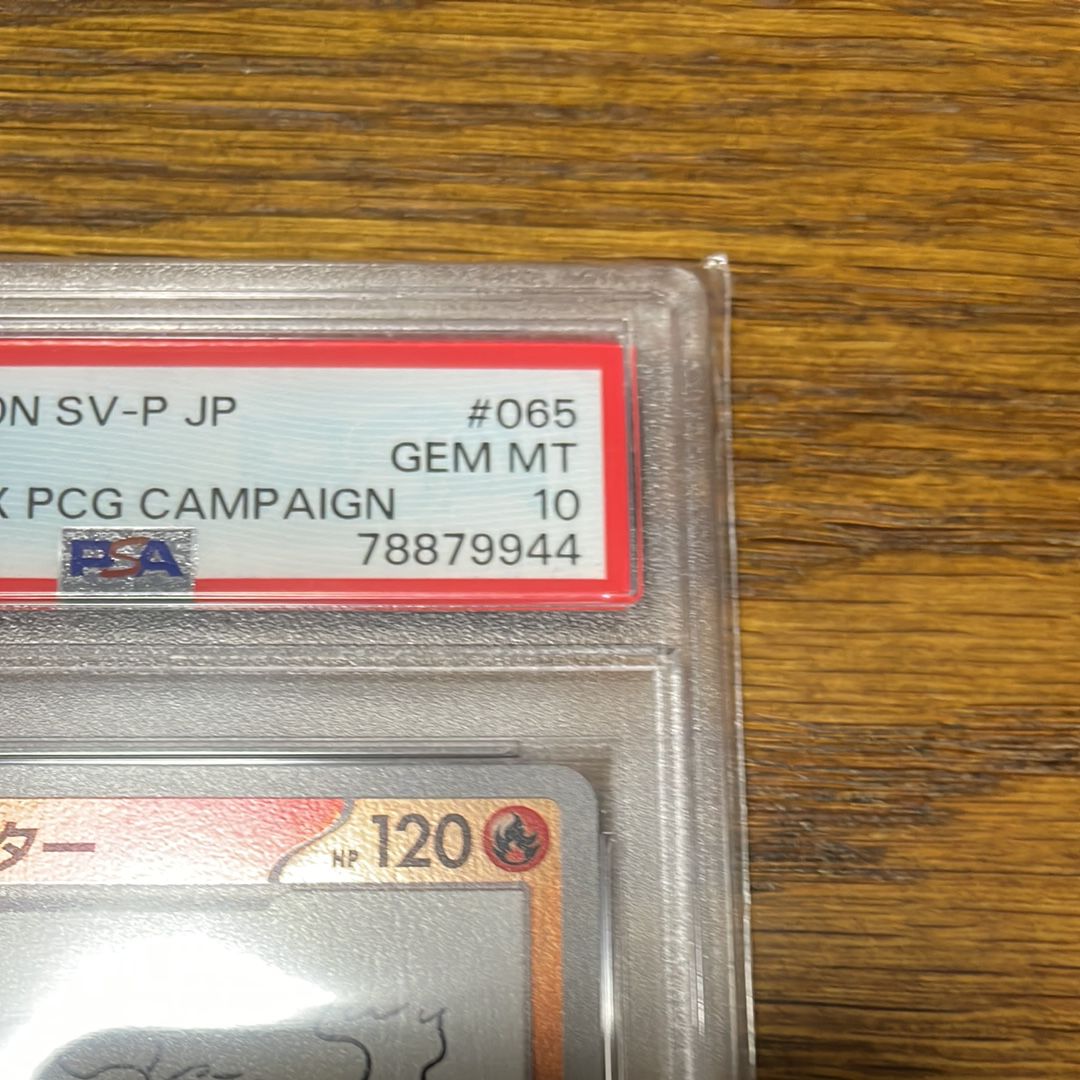 ON SV-P JP #065
GEM MT
X PCG CAMPAIGN 10
PSA 78879944
ター HP 120